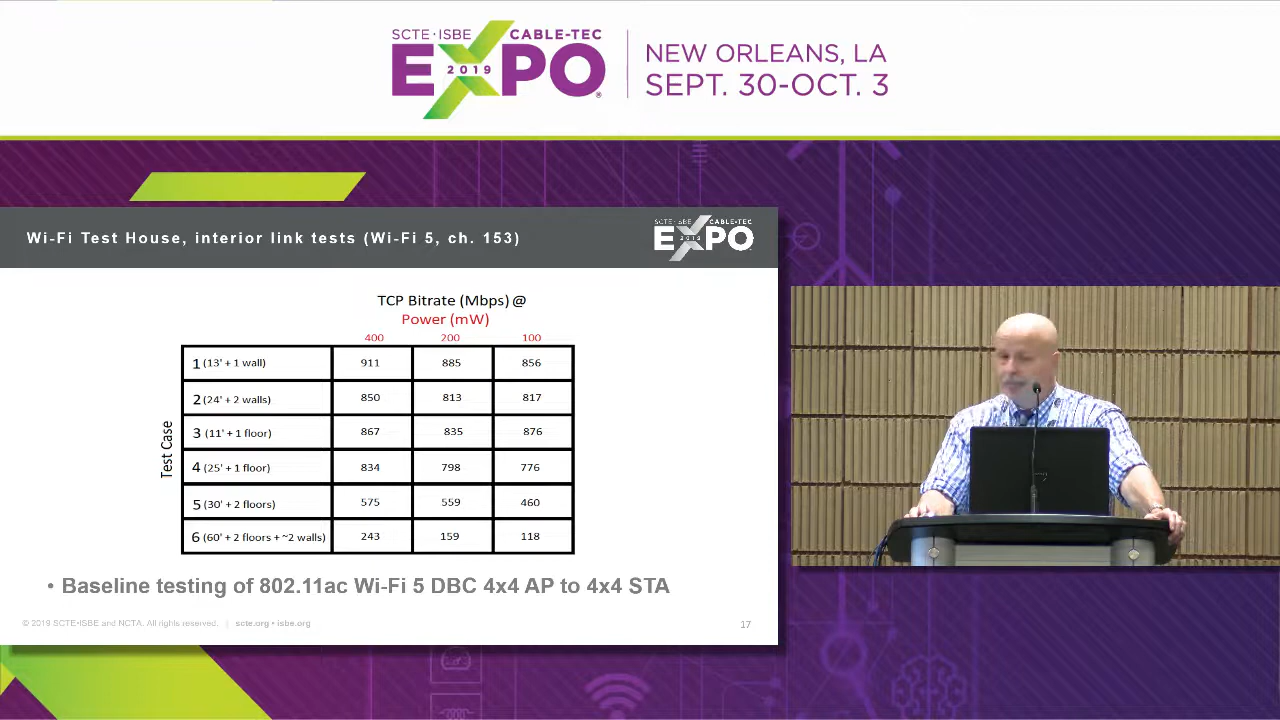 SCTE•ISBE CABLE-TEC
EXPO
2019
NEW ORLEANS, LA
SEPT. 30-OCT. 3
Wi-Fi Test House, interior link tests (Wi-Fi 5, ch. 153)
SCTE•ISBE CABLE-TEC
EXPO
2019
TCP Bitrate (Mbps) @
Power (mW)
400 200 100
Test Case
1 (13' + 1 wall) 911 885 856
2 (24' + 2 walls) 850 813 817
3 (11' + 1 floor) 867 835 876
4 (25' + 1 floor) 834 798 776
5 (30' + 2 floors) 575 559 460
6 (60' + 2 floors + ~2 walls) 243 159 118
• Baseline testing of 802.11ac Wi-Fi 5 DBC 4x4 AP to 4x4 STA
© 2019 SCTE•ISBE and NCTA. All rights reserved. | scte.org • isbe.org
17